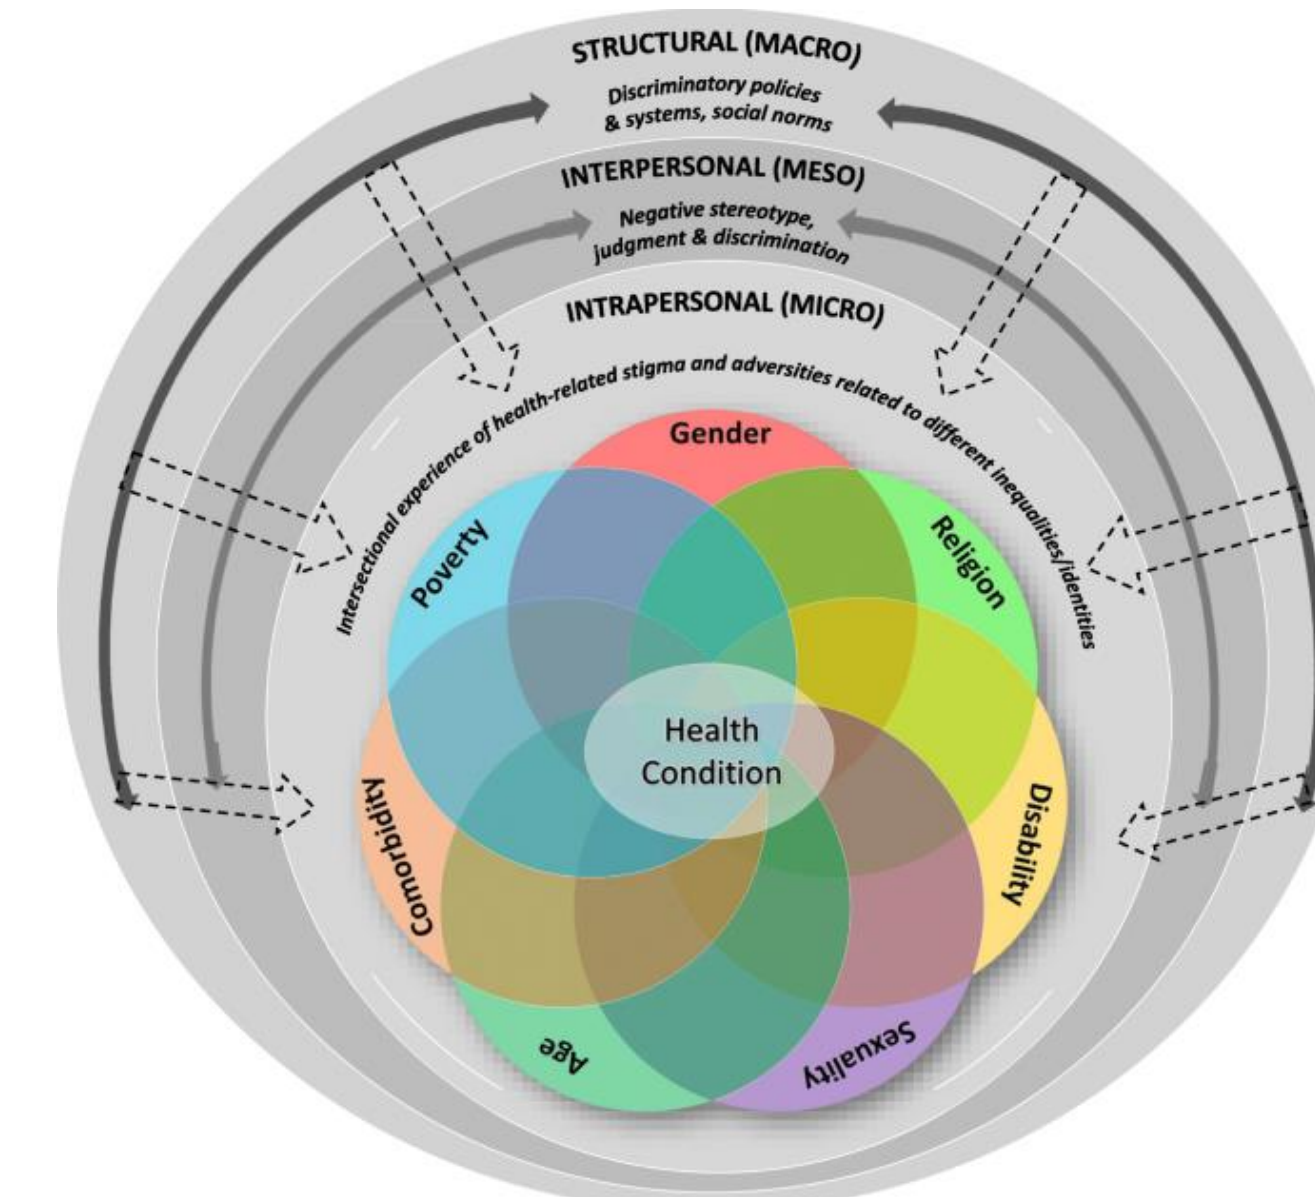 STRUCTURAL (MACRO)
Discriminatory policies
& systems, social norms
INTERPERSONAL (MESO)
Negative stereotype,
judgment & discrimination
INTRAPERSONAL (MICRO)
Intersectional experience of health-related stigma and adversities related to different inequalities/identities
Gender
Poverty
Religion
Health
Condition
Comorbidity
Disability
Age
Sexuality